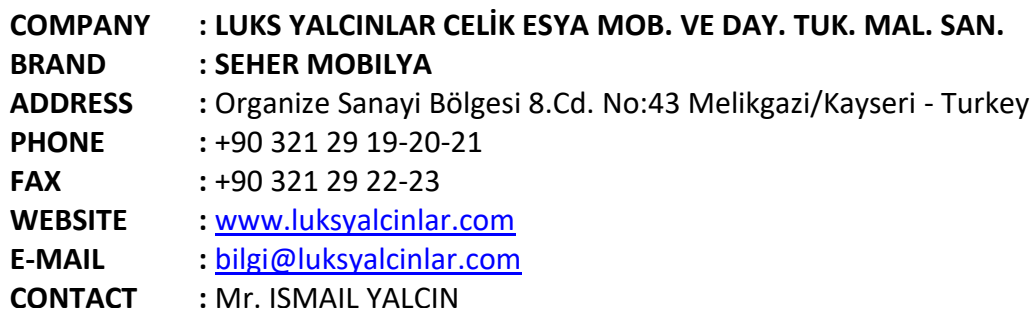 COMPANY : LUKS YALCINLAR CELİK ESYA MOB. VE DAY. TUK. MAL. SAN.
BRAND : SEHER MOBILYA
ADDRESS : Organize Sanayi Bölgesi 8.Cd. No:43 Melikgazi/Kayseri - Turkey
PHONE : +90 321 29 19-20-21
FAX : +90 321 29 22-23
WEBSITE : www.luksyalcinlar.com
E-MAIL : bilgi@luksyalcinlar.com
CONTACT : Mr. ISMAIL YALCIN